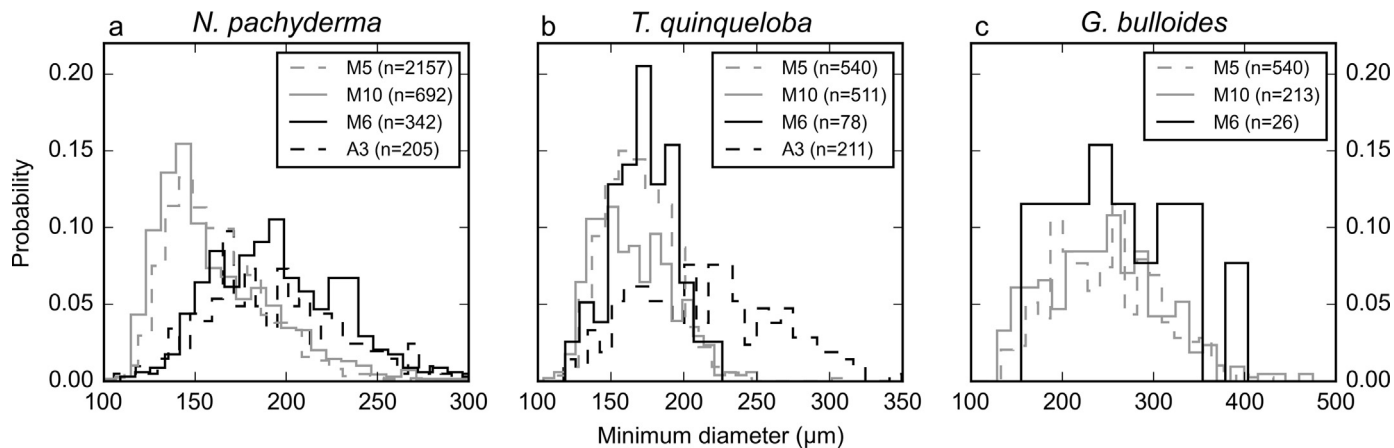 a N. pachyderma
b T. quinqueloba
c G. bulloides
M5 (n=2157)
M10 (n=692)
M6 (n=342)
A3 (n=205)
M5 (n=540)
M10 (n=511)
M6 (n=78)
A3 (n=211)
M5 (n=540)
M10 (n=213)
M6 (n=26)
Probability
0.20
0.15
0.10
0.05
0.00
0.20
0.15
0.10
0.05
0.00
100 150 200 250 300
100 150 200 250 300 350
100 200 300 400 500
Minimum diameter (µm)